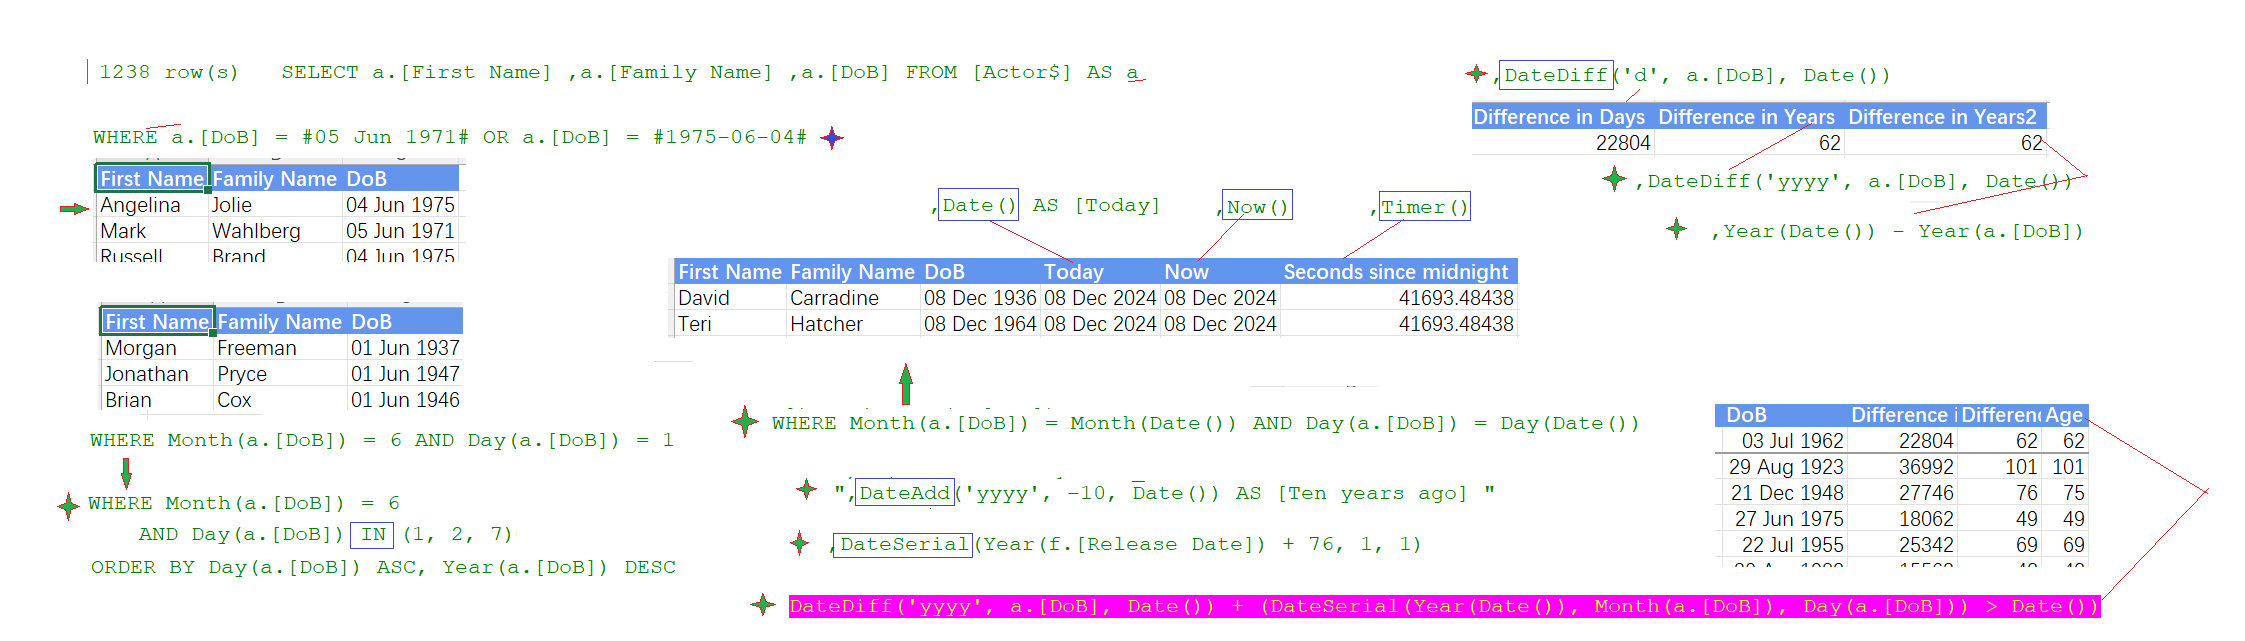 1238 row(s) SELECT a.[First Name] ,a.[Family Name] ,a.[DoB] FROM [Actor$] AS a
WHERE a.[DoB] = #05 Jun 1971# OR a.[DoB] = #1975-06-04#
First Name Family Name DoB
Angelina Jolie 04 Jun 1975
Mark Wahlberg 05 Jun 1971
Russell Brand 04 Jun 1975
First Name Family Name DoB
Morgan Freeman 01 Jun 1937
Jonathan Pryce 01 Jun 1947
Brian Cox 01 Jun 1946
WHERE Month(a.[DoB]) = 6 AND Day(a.[DoB]) = 1
WHERE Month(a.[DoB]) = 6
AND Day(a.[DoB]) IN (1, 2, 7)
ORDER BY Day(a.[DoB]) ASC, Year(a.[DoB]) DESC
,Date() AS [Today] ,Now() ,Timer()
First Name Family Name DoB Today Now Seconds since midnight
David Carradine 08 Dec 1936 08 Dec 2024 08 Dec 2024 41693.48438
Teri Hatcher 08 Dec 1964 08 Dec 2024 08 Dec 2024 41693.48438
WHERE Month(a.[DoB]) = Month(Date()) AND Day(a.[DoB]) = Day(Date())
",DateAdd('yyyy', -10, Date()) AS [Ten years ago] "
,DateSerial(Year(f.[Release Date]) + 76, 1, 1)
DateDiff('yyyy', a.[DoB], Date()) + (DateSerial(Year(Date()), Month(a.[DoB]), Day(a.[DoB])) > Date())
,DateDiff('d', a.[DoB], Date())
Difference in Days Difference in Years Difference in Years2
22804 62 62
,DateDiff('yyyy', a.[DoB], Date())
,Year(Date()) - Year(a.[DoB])
DoB Difference i Differen Age
03 Jul 1962 22804 62 62
29 Aug 1923 36992 101 101
21 Dec 1948 27746 76 75
27 Jun 1975 18062 49 49
22 Jul 1955 25342 69 69